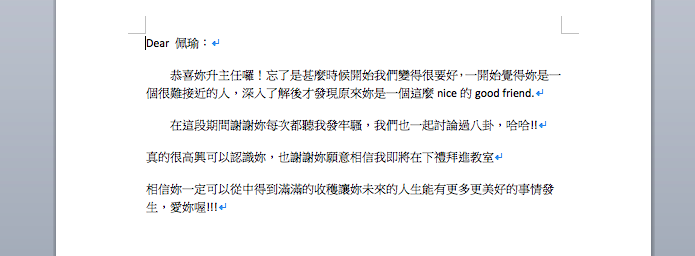 Dear 佩瑜：
恭喜妳升主任囉！忘了是甚麼時候開始我們變得很要好，一開始覺得妳是一
個很難接近的人，深入了解後才發現原來妳是一個這麼 nice 的 good friend.
在這段期間謝謝妳每次都聽我發牢騷，我們也一起討論過八卦，哈哈!!
真的很高興可以認識妳，也謝謝妳願意相信我即將在下禮拜進教室
相信妳一定可以從中得到滿滿的收穫讓妳未來的人生能有更多更美好的事情發
生，愛妳喔!!!